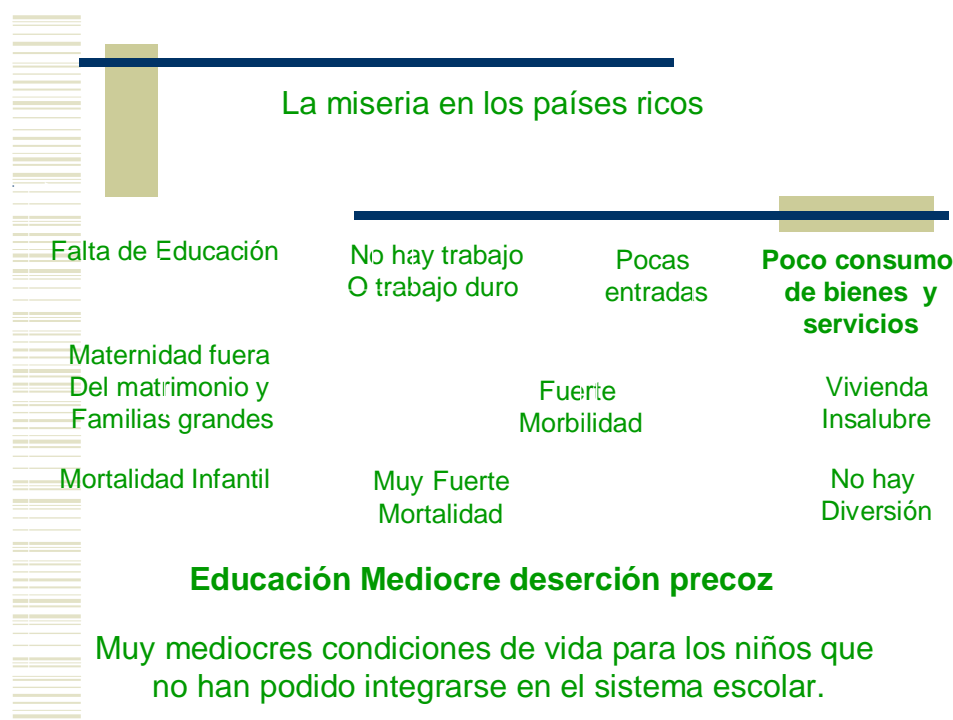 La miseria en los países ricos
Falta de Educación
No hay trabajo
O trabajo duro
Pocas
entradas
Poco consumo
de bienes y
servicios
Maternidad fuera
Del matrimonio y
Familias grandes
Fuerte
Morbilidad
Vivienda
Insalubre
Mortalidad Infantil
Muy Fuerte
Mortalidad
No hay
Diversión
Educación Mediocre deserción precoz
Muy mediocres condiciones de vida para los niños que
no han podido integrarse en el sistema escolar.